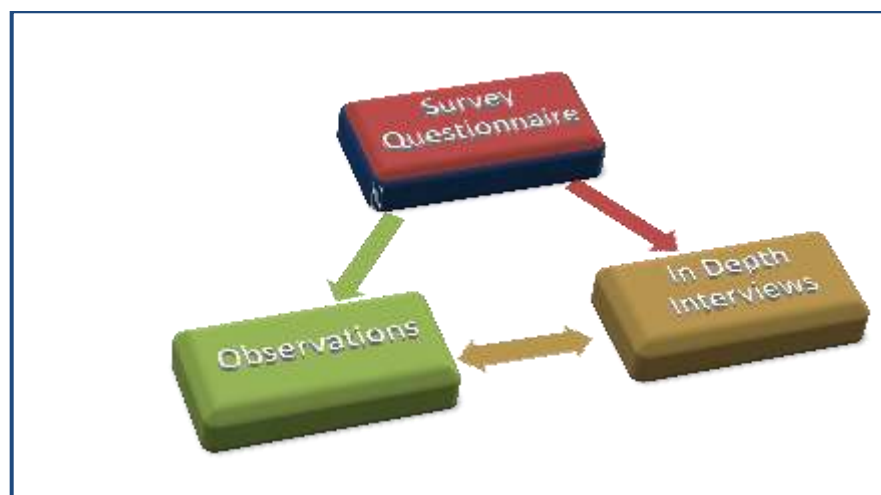 Survey
Questionnaire
In Depth
Interviews
Observations